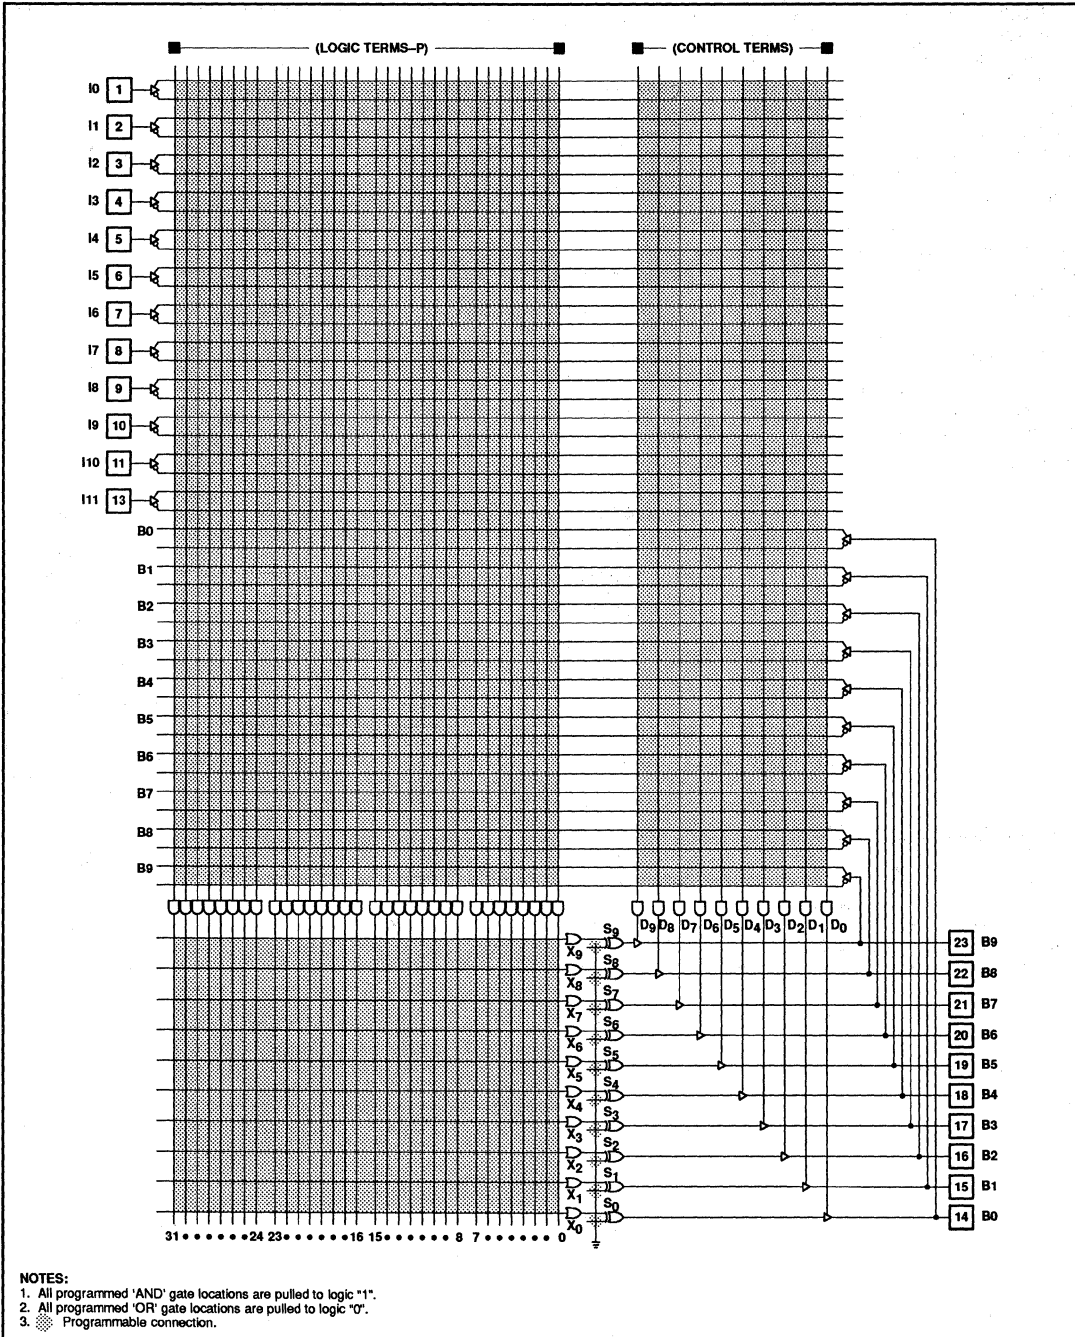 (LOGIC TERMS–P) (CONTROL TERMS)
I0 1
I1 2
I2 3
I3 4
I4 5
I5 6
I6 7
I7 8
I8 9
I9 10
I10 11
I11 13
B0
B1
B2
B3
B4
B5
B6
B7
B8
B9
D9 D8 D7 D6 D5 D4 D3 D2 D1 D0
S9
X9
23 B9
S8
X8
22 B8
S7
X7
21 B7
S6
X6
20 B6
S5
X5
19 B5
S4
X4
18 B4
S3
X3
17 B3
S2
X2
16 B2
S1
X1
15 B1
S0
X0
14 B0
31 24 23 16 15 8 7 0
NOTES:
1. All programmed 'AND' gate locations are pulled to logic "1".
2. All programmed 'OR' gate locations are pulled to logic "0".
3. Programmable connection.